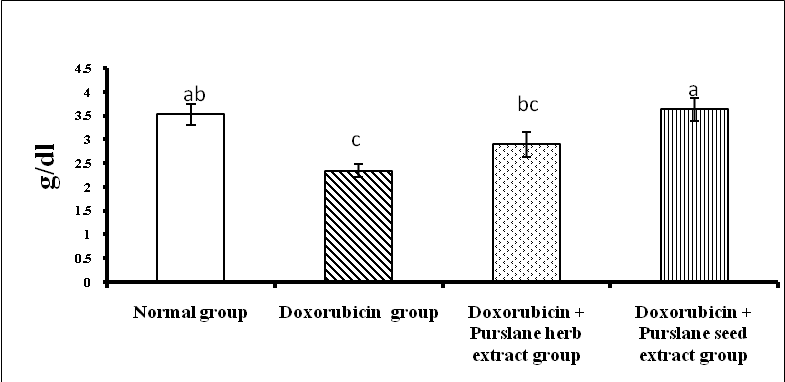 g/dl
4.5
4
3.5
3
2.5
2
1.5
1
0.5
0
ab
c
bc
a
Normal group
Doxorubicin group
Doxorubicin +
Purslane herb
extract group
Doxorubicin +
Purslane seed
extract group